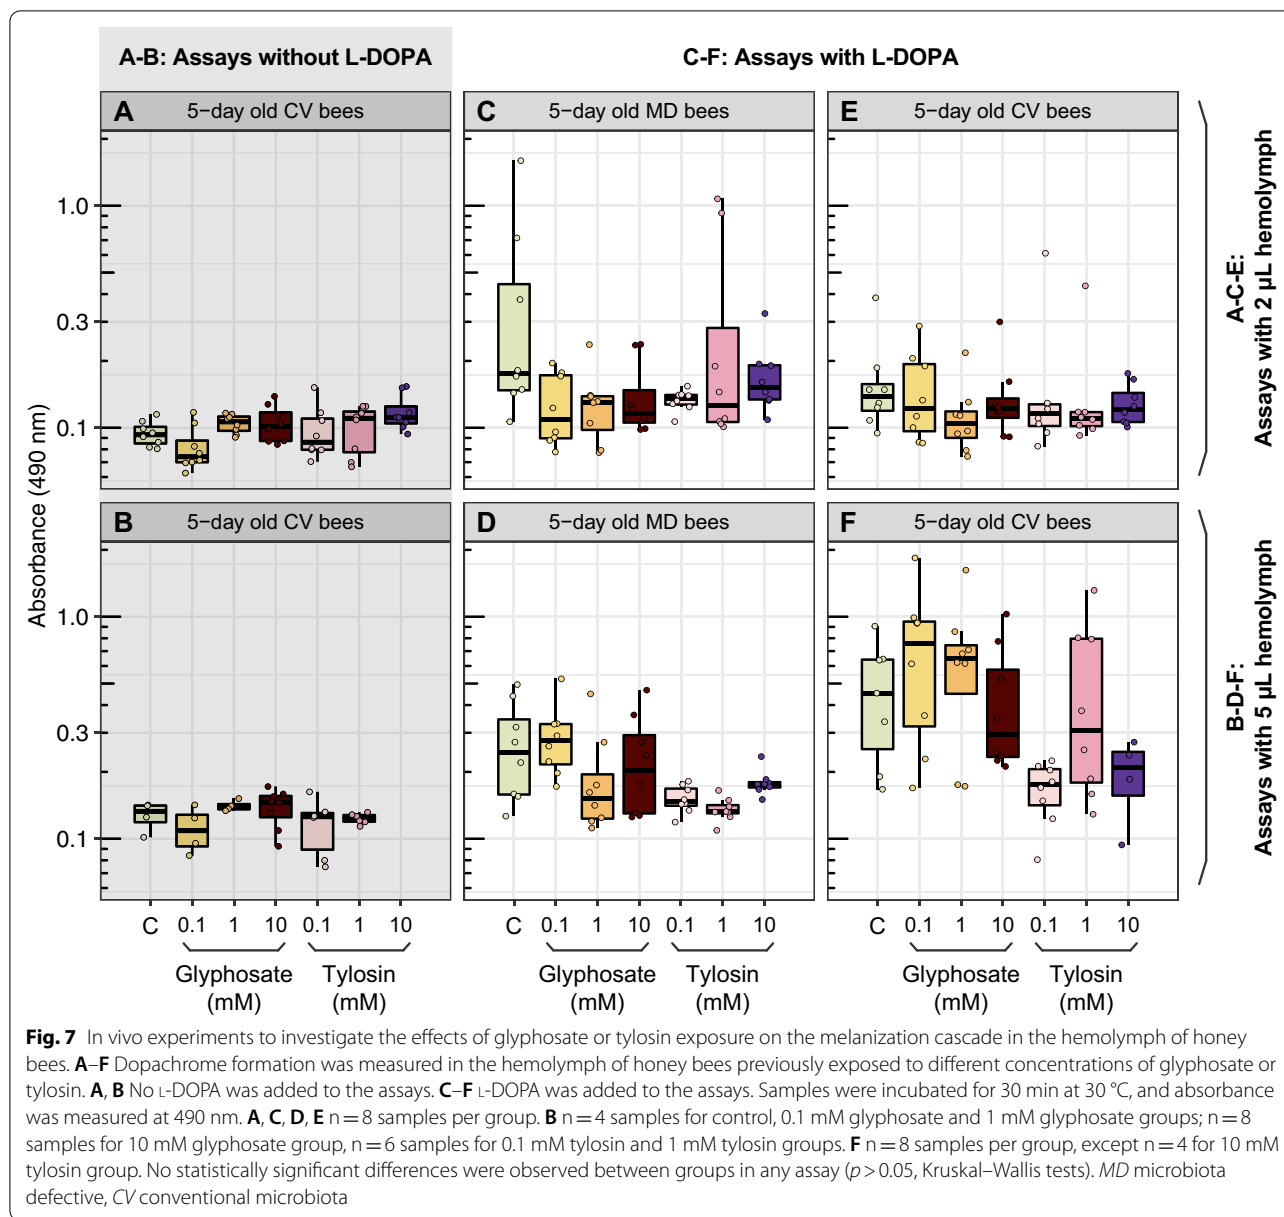 A-B: Assays without L-DOPA
C-F: Assays with L-DOPA
A 5−day old CV bees
C 5−day old MD bees
E 5−day old CV bees
1.0
0.3
0.1
B 5−day old CV bees
D 5−day old MD bees
F 5−day old CV bees
1.0
0.3
0.1
Absorbance (490 nm)
A-C-E:
Assays with 2 µL hemolymph
B-D-F:
Assays with 5 µL hemolymph
C 0.1 1 10 0.1 1 10
C 0.1 1 10 0.1 1 10
C 0.1 1 10 0.1 1 10
Glyphosate (mM)
Tylosin (mM)
Glyphosate (mM)
Tylosin (mM)
Glyphosate (mM)
Tylosin (mM)
Fig. 7 In vivo experiments to investigate the effects of glyphosate or tylosin exposure on the melanization cascade in the hemolymph of honey
bees. A–F Dopachrome formation was measured in the hemolymph of honey bees previously exposed to different concentrations of glyphosate or
tylosin. A, B No L-DOPA was added to the assays. C–F L-DOPA was added to the assays. Samples were incubated for 30 min at 30 °C, and absorbance
was measured at 490 nm. A, C, D, E n = 8 samples per group. B n = 4 samples for control, 0.1 mM glyphosate and 1 mM glyphosate groups; n = 8
samples for 10 mM glyphosate group, n = 6 samples for 0.1 mM tylosin and 1 mM tylosin groups. F n = 8 samples per group, except n = 4 for 10 mM
tylosin group. No statistically significant differences were observed between groups in any assay (p > 0.05, Kruskal–Wallis tests). MD microbiota
defective, CV conventional microbiota